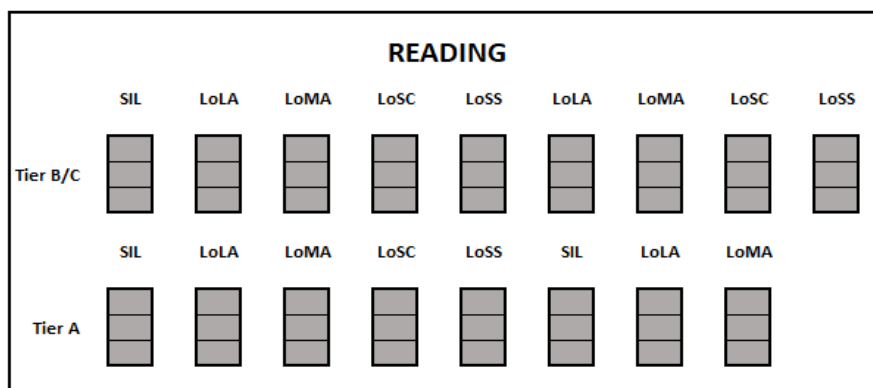 READING
SIL LoLA LoMA LoSC LoSS LoLA LoMA LoSC LoSS
Tier B/C
SIL LoLA LoMA LoSC LoSS SIL LoLA LoMA
Tier A